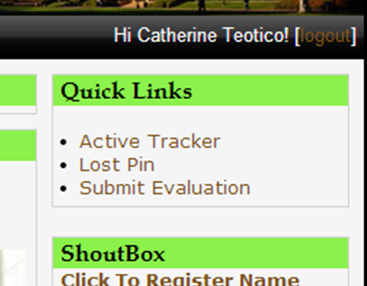 Hi Catherine Teotico! [logout]
Quick Links
Active Tracker
Lost Pin
Submit Evaluation
ShoutBox
Click To Register Name